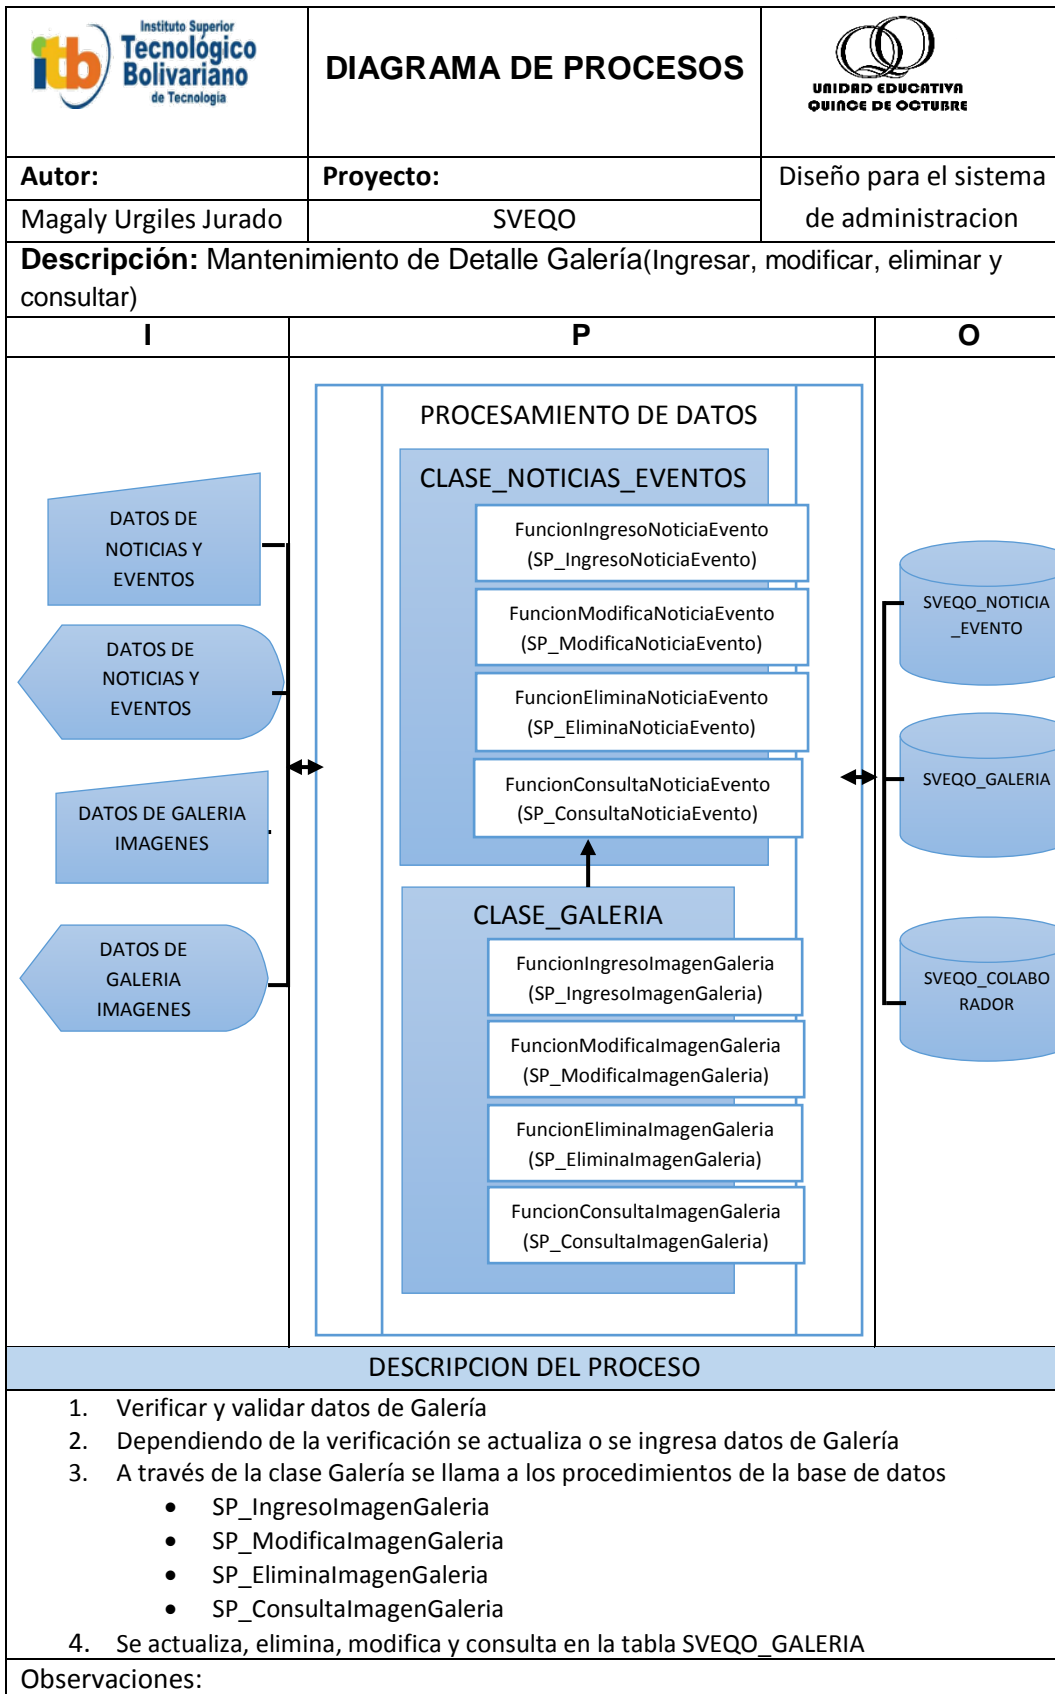 Instituto Superior
Tecnológico
Bolivariano
de Tecnología
itb
DIAGRAMA DE PROCESOS
UNIDAD EDUCATIVA
QUINCE DE OCTUBRE
Autor:
Proyecto:
Diseño para el sistema
de administracion
Magaly Urgiles Jurado
SVEQO
Descripción: Mantenimiento de Detalle Galería(Ingresar, modificar, eliminar y
consultar)
I
P
O
DATOS DE
NOTICIAS Y
EVENTOS
DATOS DE
NOTICIAS Y
EVENTOS
DATOS DE GALERIA
IMAGENES
DATOS DE
GALERIA
IMAGENES
PROCESAMIENTO DE DATOS
CLASE_NOTICIAS_EVENTOS
FuncionIngresoNoticiaEvento
(SP_IngresoNoticiaEvento)
FuncionModificaNoticiaEvento
(SP_ModificaNoticiaEvento)
FuncionEliminaNoticiaEvento
(SP_EliminaNoticiaEvento)
FuncionConsultaNoticiaEvento
(SP_ConsultaNoticiaEvento)
CLASE_GALERIA
FuncionIngresoImagenGaleria
(SP_IngresoImagenGaleria)
FuncionModificaImagenGaleria
(SP_ModificaImagenGaleria)
FuncionEliminaImagenGaleria
(SP_EliminaImagenGaleria)
FuncionConsultaImagenGaleria
(SP_ConsultaImagenGaleria)
SVEQO_NOTICIA
_EVENTO
SVEQO_GALERIA
SVEQO_COLABO
RADOR
DESCRIPCION DEL PROCESO
1. Verificar y validar datos de Galería
2. Dependiendo de la verificación se actualiza o se ingresa datos de Galería
3. A través de la clase Galería se llama a los procedimientos de la base de datos
• SP_IngresoImagenGaleria
• SP_ModificaImagenGaleria
• SP_EliminaImagenGaleria
• SP_ConsultaImagenGaleria
4. Se actualiza, elimina, modifica y consulta en la tabla SVEQO_GALERIA
Observaciones: